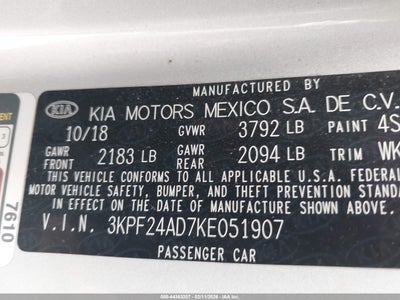 MANUFACTURED BY
KIA KIA MOTORS MEXICO S.A. DE C.V.
10/18 GVWR 3792 LB PAINT 4S
GAWR FRONT 2183 LB GAWR REAR 2094 LB TRIM WK
THIS VEHICLE CONFORMS TO ALL APPLICABLE U.S.A. FEDERAL
MOTOR VEHICLE SAFETY, BUMPER, AND THEFT PREVENTION STANDA
IN EFFECT ON THE DATE OF MANUFACTURE SHOWN ABOVE.
V.I.N. 3KPF24AD7KE051907
PASSENGER CAR
7610